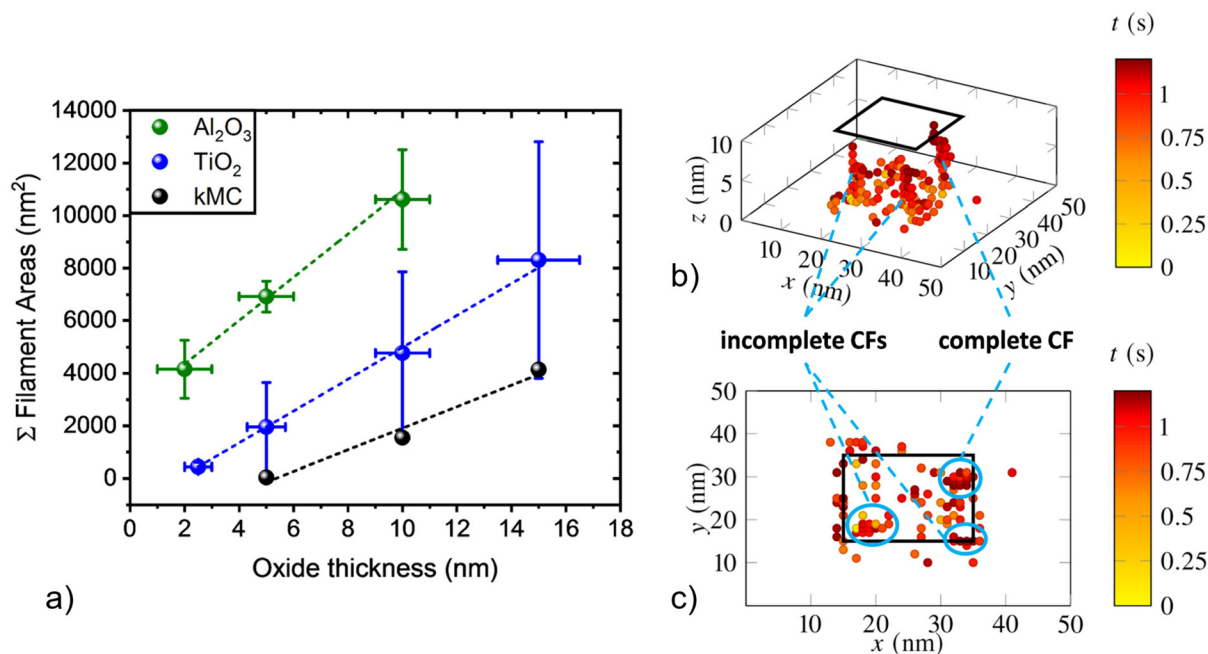 14000
12000
10000
8000
6000
4000
2000
0
Σ Filament Areas (nm²)
Al₂O₃
TiO₂
kMC
0 2 4 6 8 10 12 14 16 18
Oxide thickness (nm)
a)
t (s)
1
0.75
0.5
0.25
0
10
5
0
z (nm)
10
20
30
40
50
x (nm)
10
20
30
40
50
y (nm)
b)
incomplete CFs
complete CF
t (s)
1
0.75
0.5
0.25
0
50
40
30
20
10
y (nm)
10 20 30 40 50
x (nm)
c)